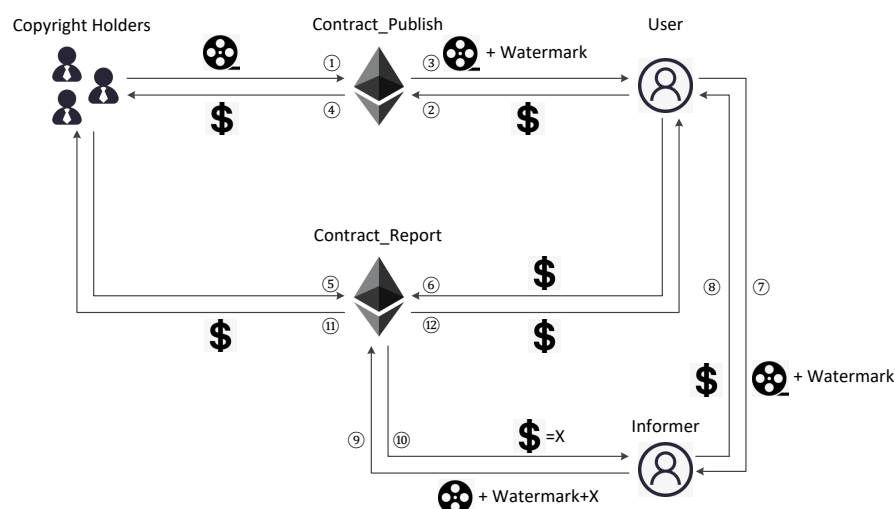 Copyright Holders
Contract_Publish
User
① ③ + Watermark
$ ④ ② $
Contract_Report
⑤ ⑥ $
$ ⑪ ⑫ $
⑧ ⑦
$ + Watermark
Informer
⑨ ⑩ $ =X
+ Watermark+X